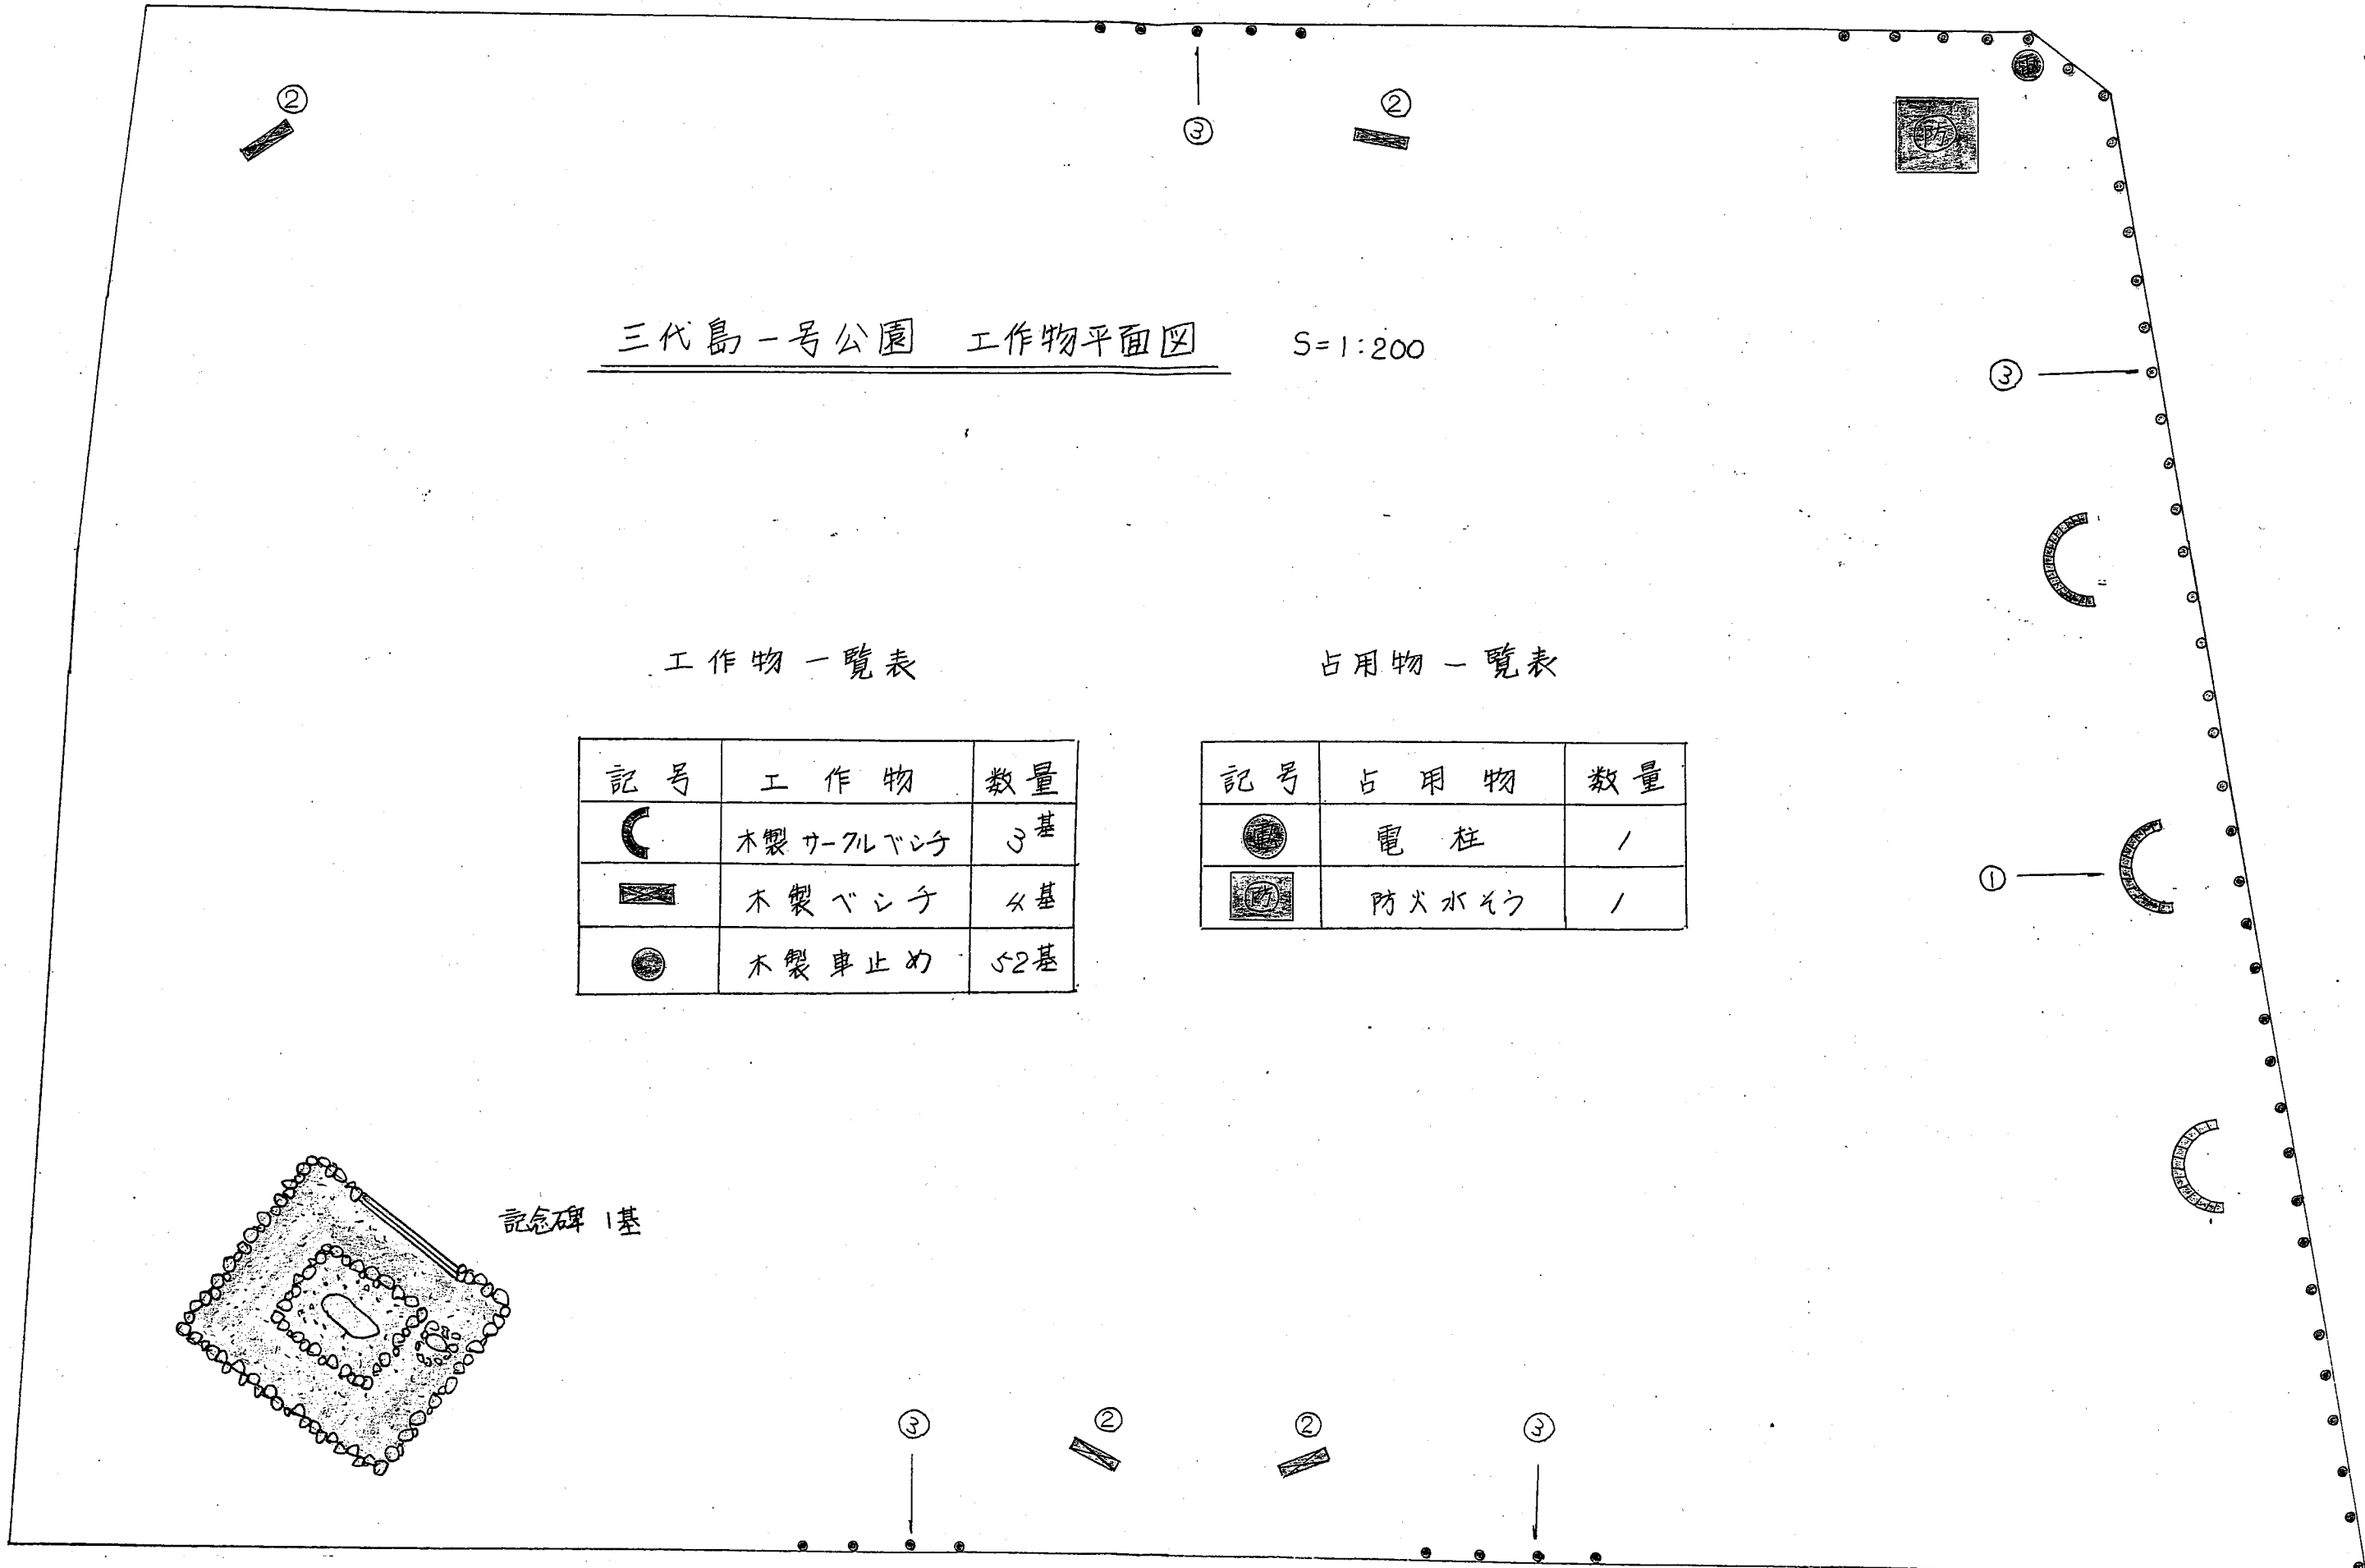 ② ③ ② 電 防
三代島一号公園 工作物平面図 S=1:200
③
工作物一覧表
記号 工作物 数量
木製サークルベンチ 3基
木製ベンチ 4基
木製車止め 52基
占用物一覧表
記号 占用物 数量
電 電柱 1
防 防火水そう 1
①
記念碑 1基
③ ② ② ③